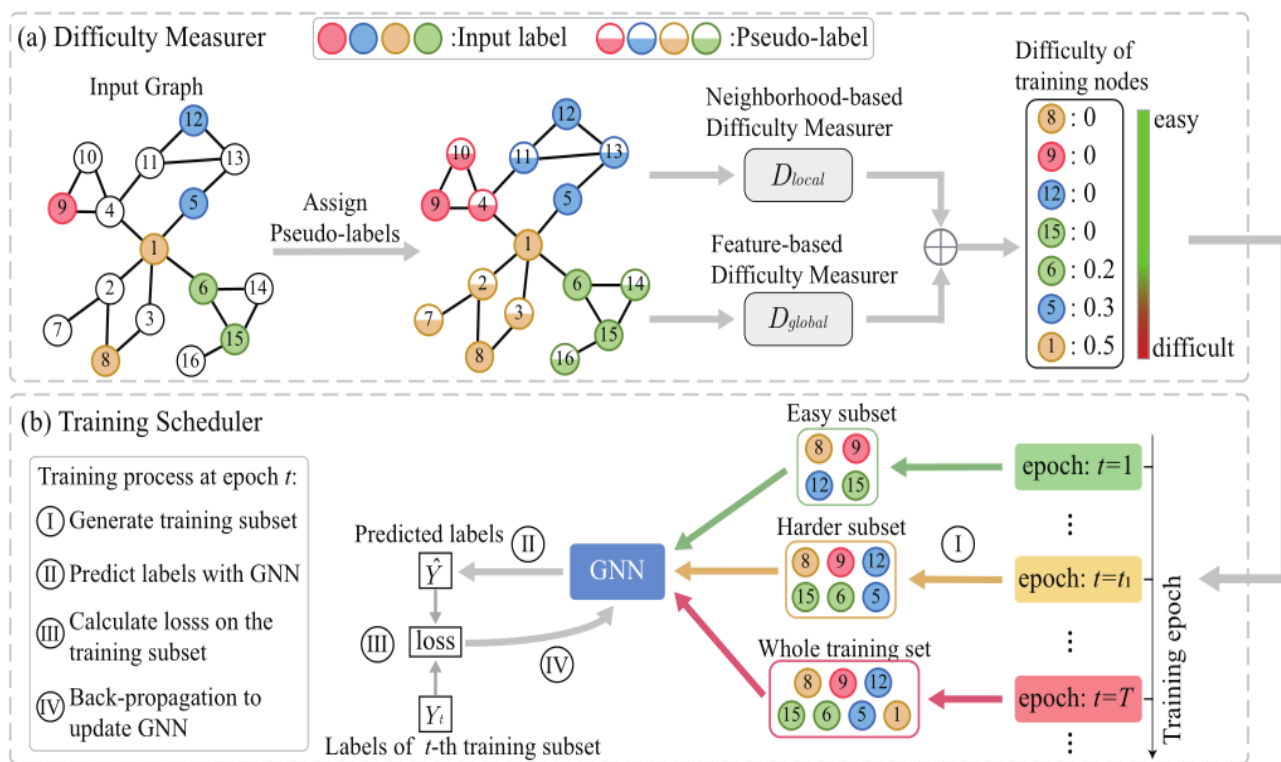 (a) Difficulty Measurer
:Input label
:Pseudo-label
Input Graph
12
10
11
13
9
4
5
1
2
6
14
3
7
15
8
16
Assign
Pseudo-labels
12
10
11
13
9
4
5
1
2
6
14
3
7
15
8
16
Neighborhood-based
Difficulty Measurer
D_local
Feature-based
Difficulty Measurer
D_global
Difficulty of
training nodes
8 : 0
9 : 0
12 : 0
15 : 0
6 : 0.2
5 : 0.3
1 : 0.5
easy
difficult
(b) Training Scheduler
Training process at epoch t:
I Generate training subset
II Predict labels with GNN
III Calculate losss on the
training subset
IV Back-propagation to
update GNN
Predicted labels
Ŷ
II
III
loss
IV
Y_t
Labels of t-th training subset
GNN
Easy subset
8 9
12 15
Harder subset
8 9 12
15 6 5
I
Whole training set
8 9 12
15 6 5 1
epoch: t=1
⋮
epoch: t=t₁
⋮
epoch: t=T
⋮
Training epoch